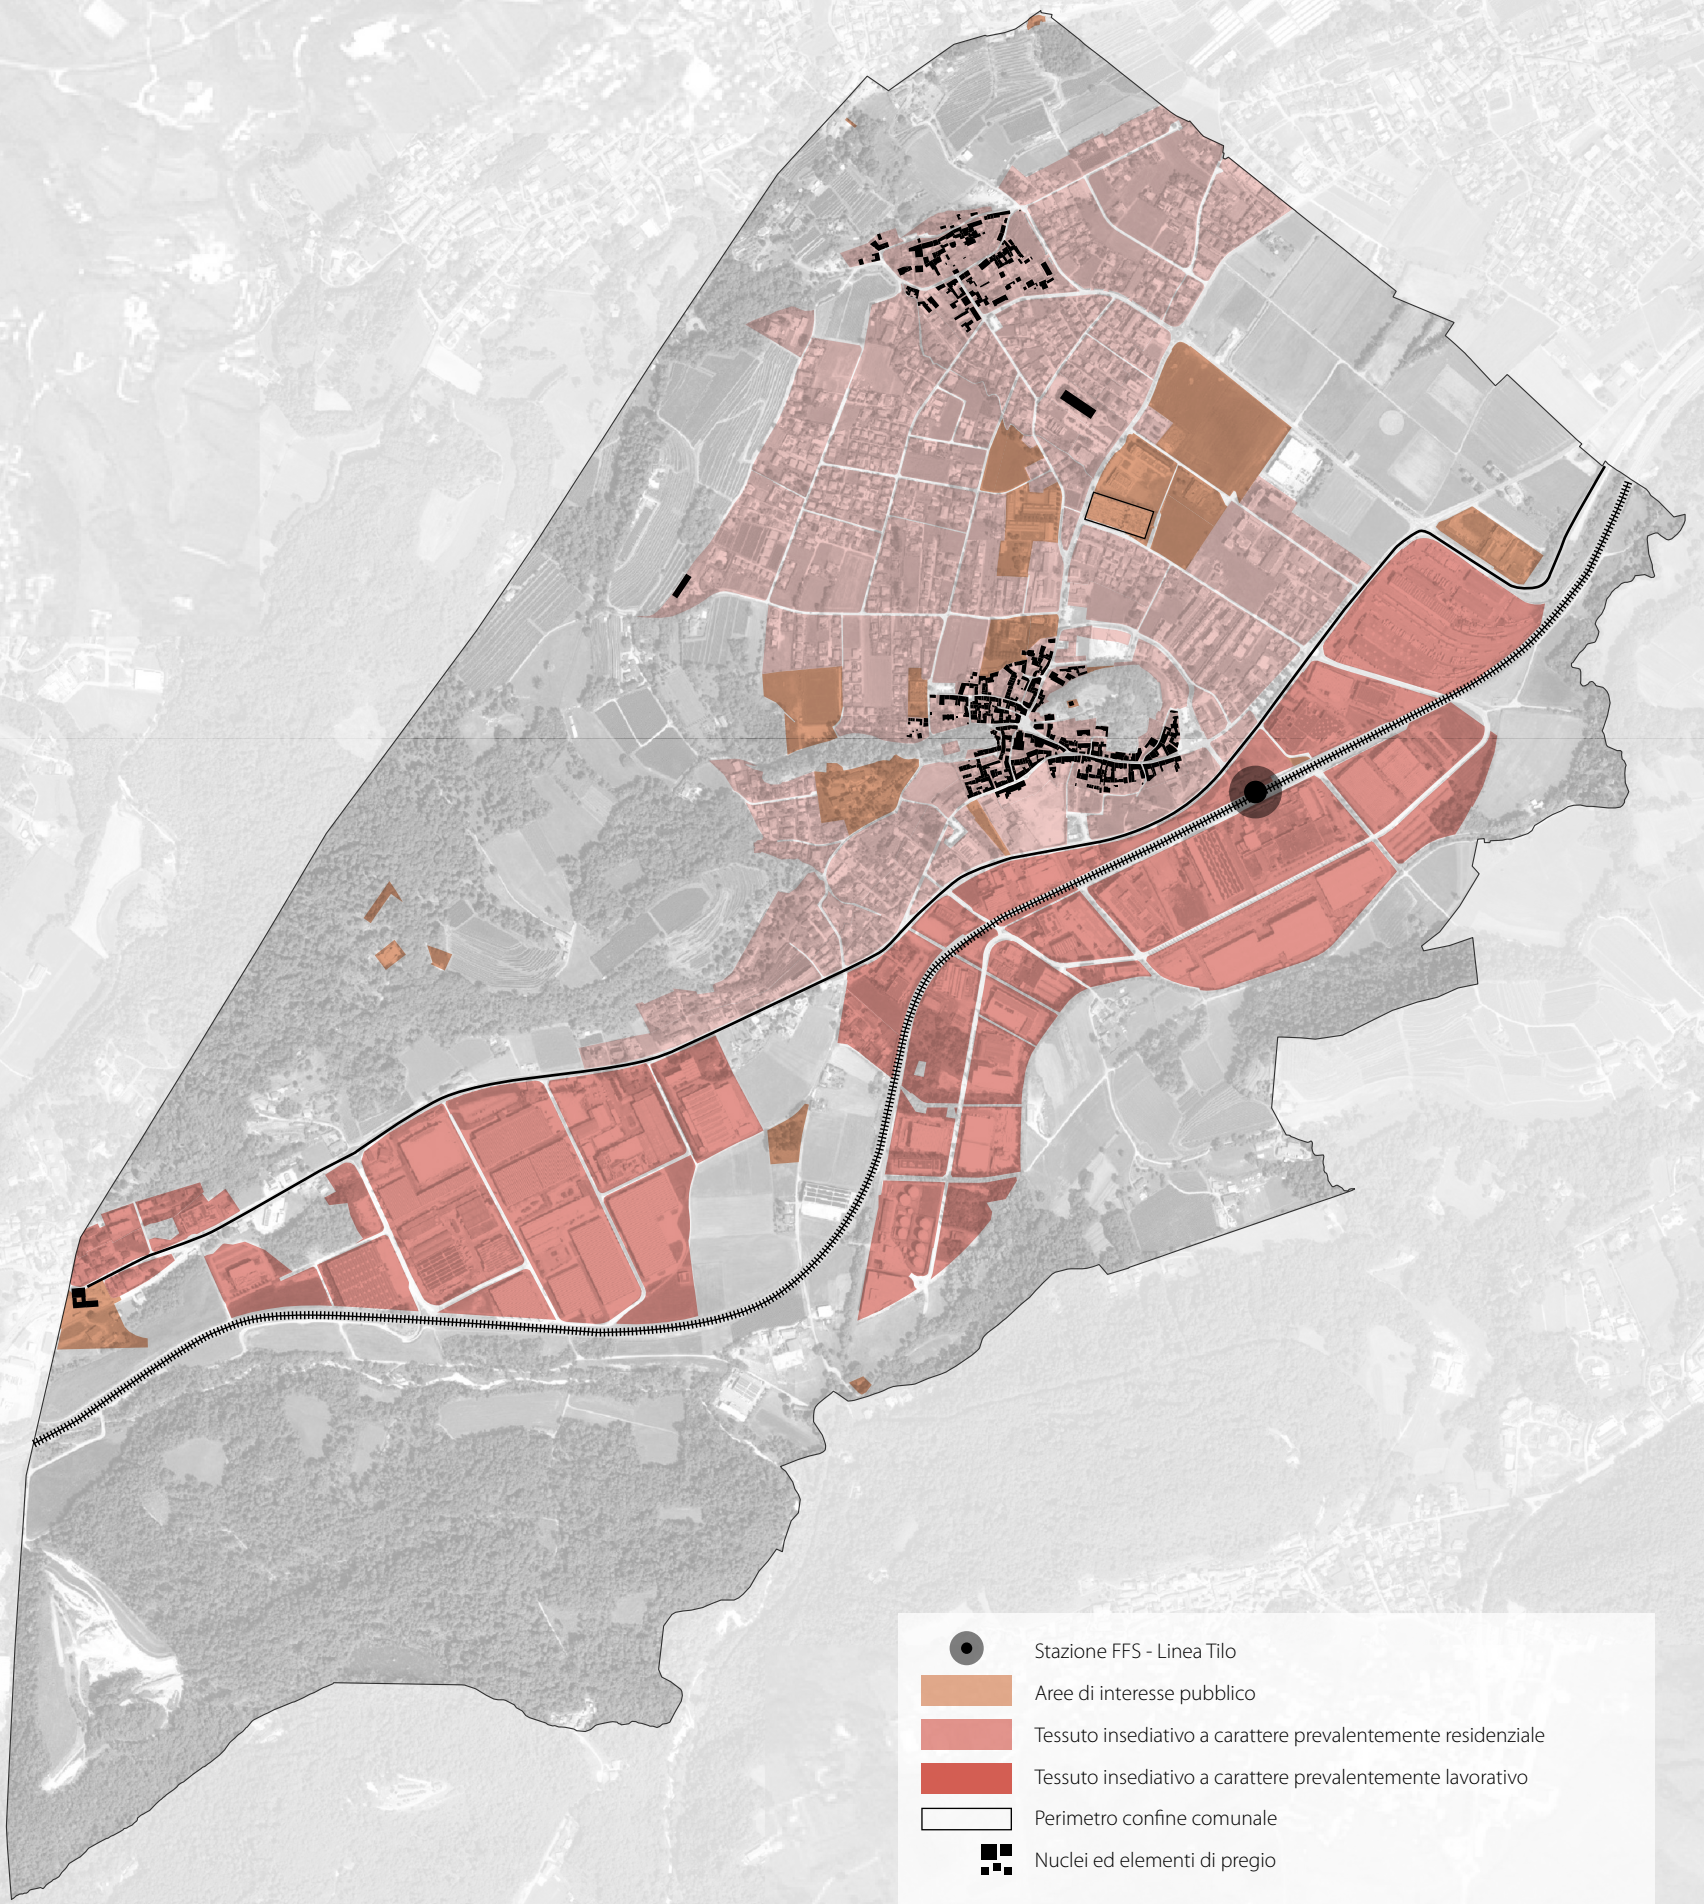 Stazione FFS - Linea Tilo
Aree di interesse pubblico
Tessuto insediativo a carattere prevalentemente residenziale
Tessuto insediativo a carattere prevalentemente lavorativo
Perimetro confine comunale
Nuclei ed elementi di pregio